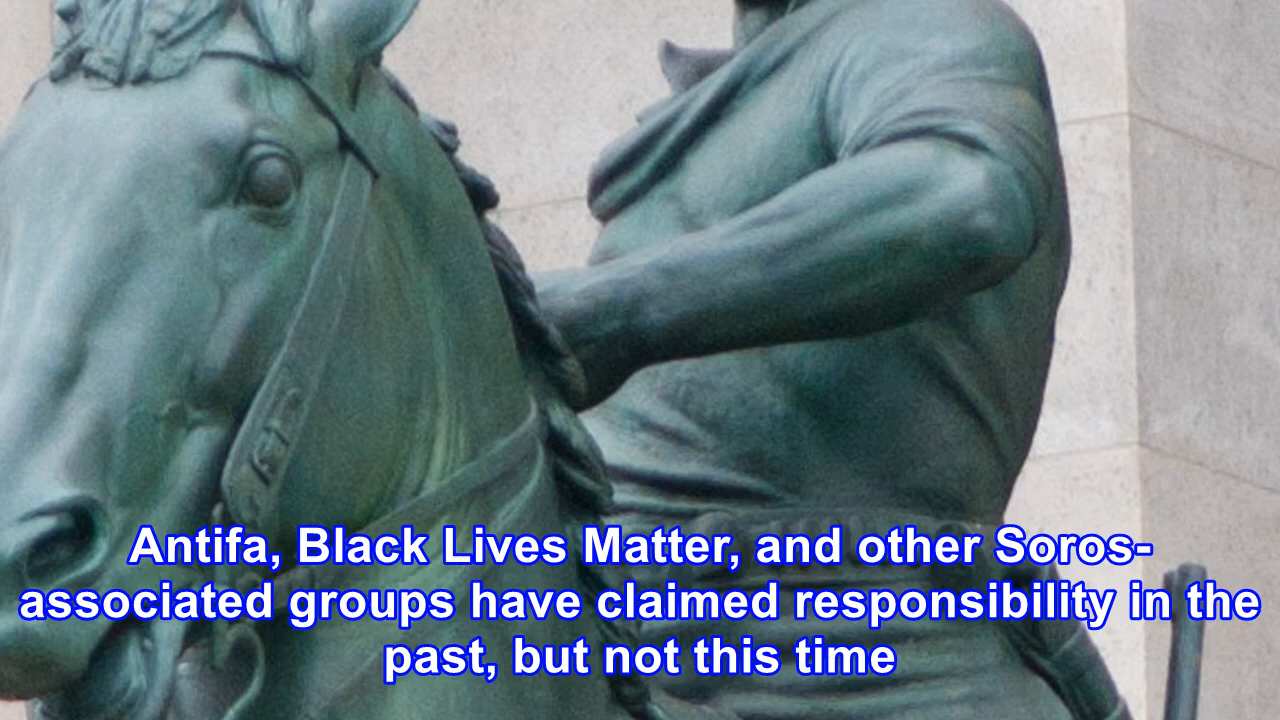 Antifa, Black Lives Matter, and other Soros-
associated groups have claimed responsibility in the
past, but not this time